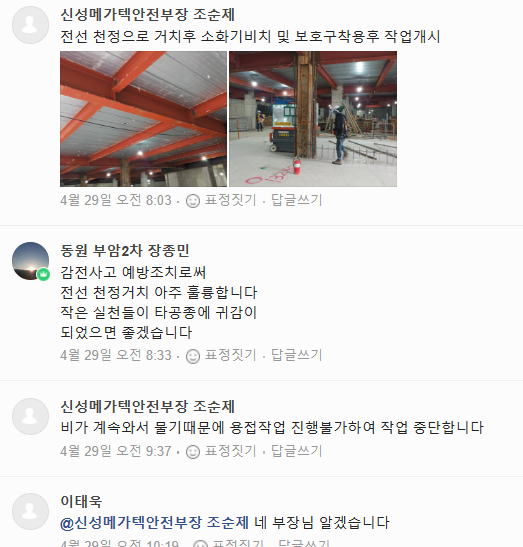 신성메가텍안전부장 조순제
전선 천정으로 거치후 소화기비치 및 보호구착용후 작업개시
4월 29일 오전 8:03 · 표정짓기 · 답글쓰기
동원 부암2차 장종민
감전사고 예방조치로써
전선 천정거치 아주 훌륭합니다
작은 실천들이 타공종에 귀감이
되었으면 좋겠습니다
4월 29일 오전 8:33 · 표정짓기 · 답글쓰기
신성메가텍안전부장 조순제
비가 계속와서 물기때문에 용접작업 진행불가하여 작업 중단합니다
4월 29일 오전 9:37 · 표정짓기 · 답글쓰기
이태욱
@신성메가텍안전부장 조순제 네 부장님 알겠습니다
4월 29일 오전 10:19 · 표정짓기 · 답글쓰기